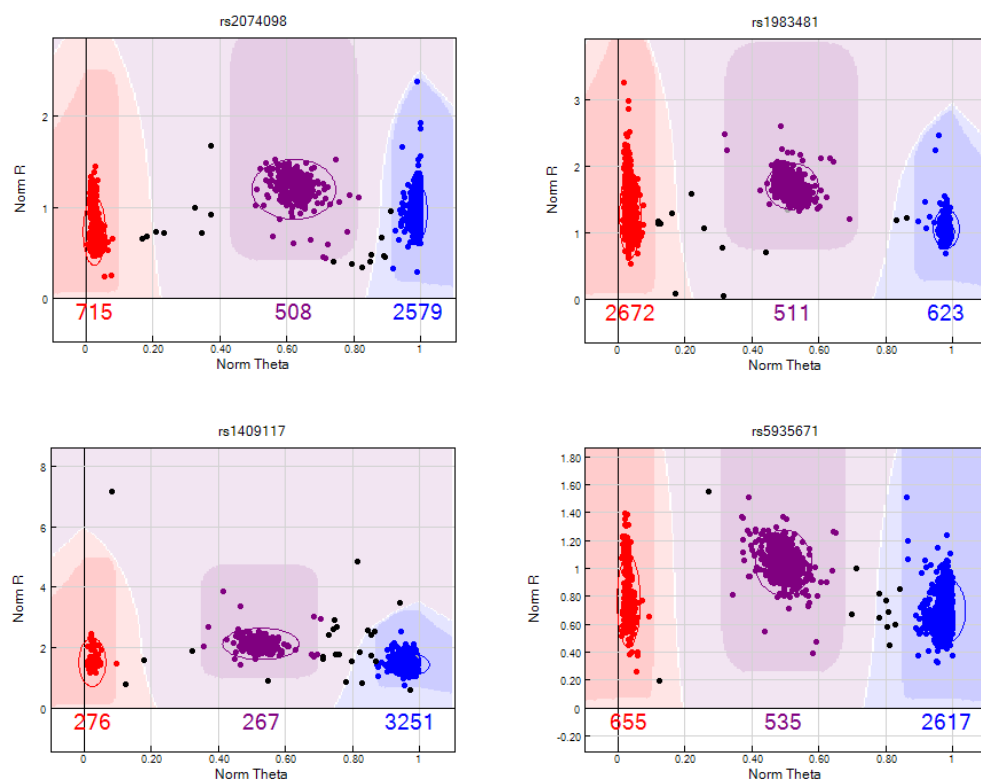 rs2074098
Norm R
2
1
0
715
508
2579
0 0.20 0.40 0.60 0.80 1
Norm Theta
rs1983481
Norm R
3
2
1
0
2672
511
623
0 0.20 0.40 0.60 0.80 1
Norm Theta
rs1409117
Norm R
8
6
4
2
0
276
267
3251
0 0.20 0.40 0.60 0.80 1
Norm Theta
rs5935671
Norm R
1.80
1.60
1.40
1.20
1
0.80
0.60
0.40
0.20
0
-0.20
655
535
2617
0 0.20 0.40 0.60 0.80 1
Norm Theta